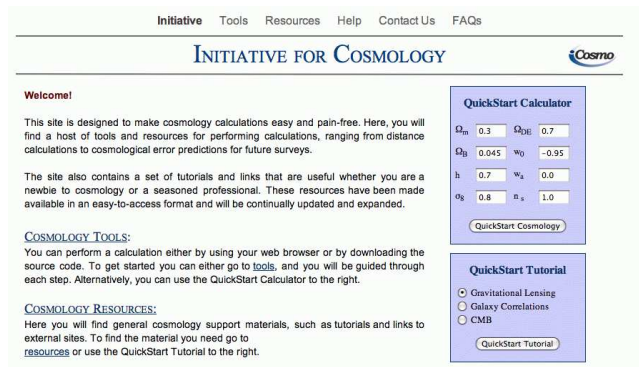 Initiative Tools Resources Help Contact Us FAQs
INITIATIVE FOR COSMOLOGY
iCosmo
Welcome!
This site is designed to make cosmology calculations easy and pain-free. Here, you will
find a host of tools and resources for performing calculations, ranging from distance
calculations to cosmological error predictions for future surveys.
The site also contains a set of tutorials and links that are useful whether you are a
newbie to cosmology or a seasoned professional. These resources have been made
available in an easy-to-access format and will be continually updated and expanded.
COSMOLOGY TOOLS:
You can perform a calculation either by using your web browser or by downloading the
source code. To get started you can either go to tools, and you will be guided through
each step. Alternatively, you can use the QuickStart Calculator to the right.
COSMOLOGY RESOURCES:
Here you will find general cosmology support materials, such as tutorials and links to
external sites. To find the material you need go to
resources or use the QuickStart Tutorial to the right.
QuickStart Calculator
Ωm 0.3 ΩDE 0.7
ΩB 0.045 w0 -0.95
h 0.7 wa 0.0
σ8 0.8 n s 1.0
QuickStart Cosmology
QuickStart Tutorial
Gravitational Lensing
Galaxy Correlations
CMB
QuickStart Tutorial